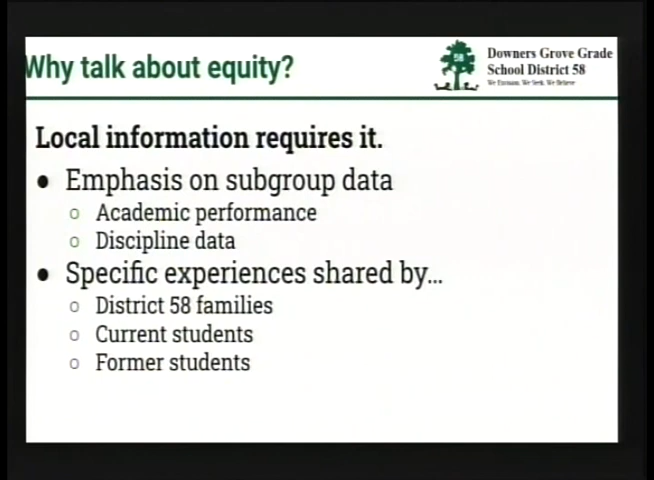 Why talk about equity?
58
Downers Grove Grade
School District 58
Local information requires it.
● Emphasis on subgroup data
o Academic performance
o Discipline data
● Specific experiences shared by...
o District 58 families
o Current students
o Former students